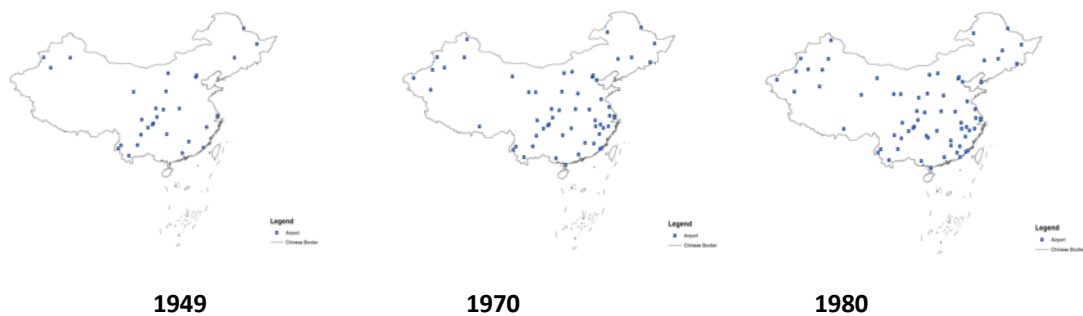 Legend
Airport
Chinese Border
Legend
Airport
Chinese Border
Legend
Airport
Chinese Border
1949
1970
1980